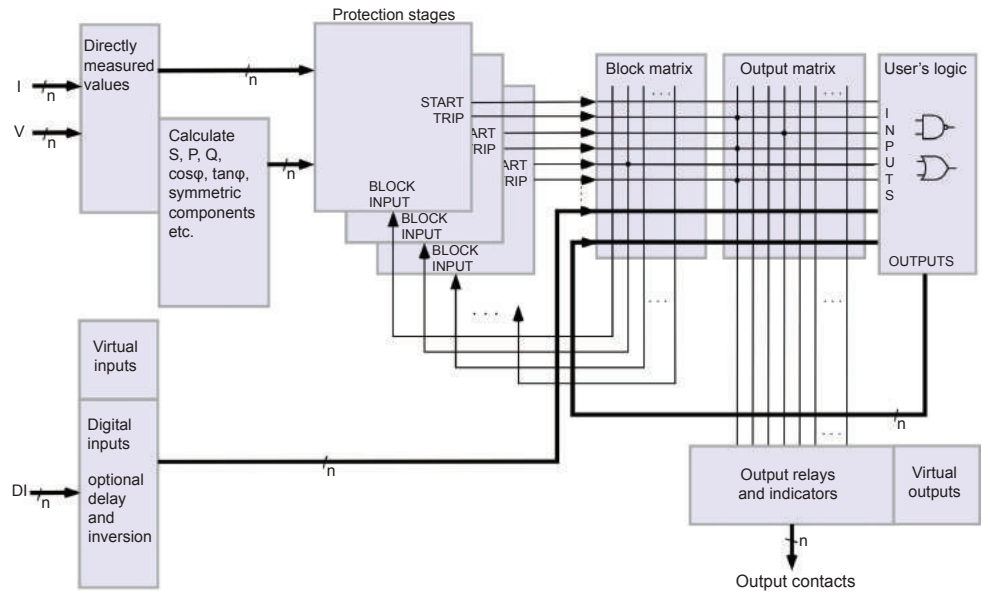 Protection stages
Directly
measured
values
I
n
V
n
n
Calculate
S, P, Q,
cosφ, tanφ,
symmetric
components
etc.
n
START
TRIP
ART
TRIP
ART
TRIP
BLOCK
INPUT
BLOCK
INPUT
BLOCK
INPUT
. . .
Block matrix
. . .
. . .
Output matrix
. . .
. . .
. . .
User's logic
I
N
P
U
T
S
OUTPUTS
n
Virtual
inputs
Digital
inputs
optional
delay
and
inversion
DI
n
n
Output relays
and indicators
Virtual
outputs
n
Output contacts